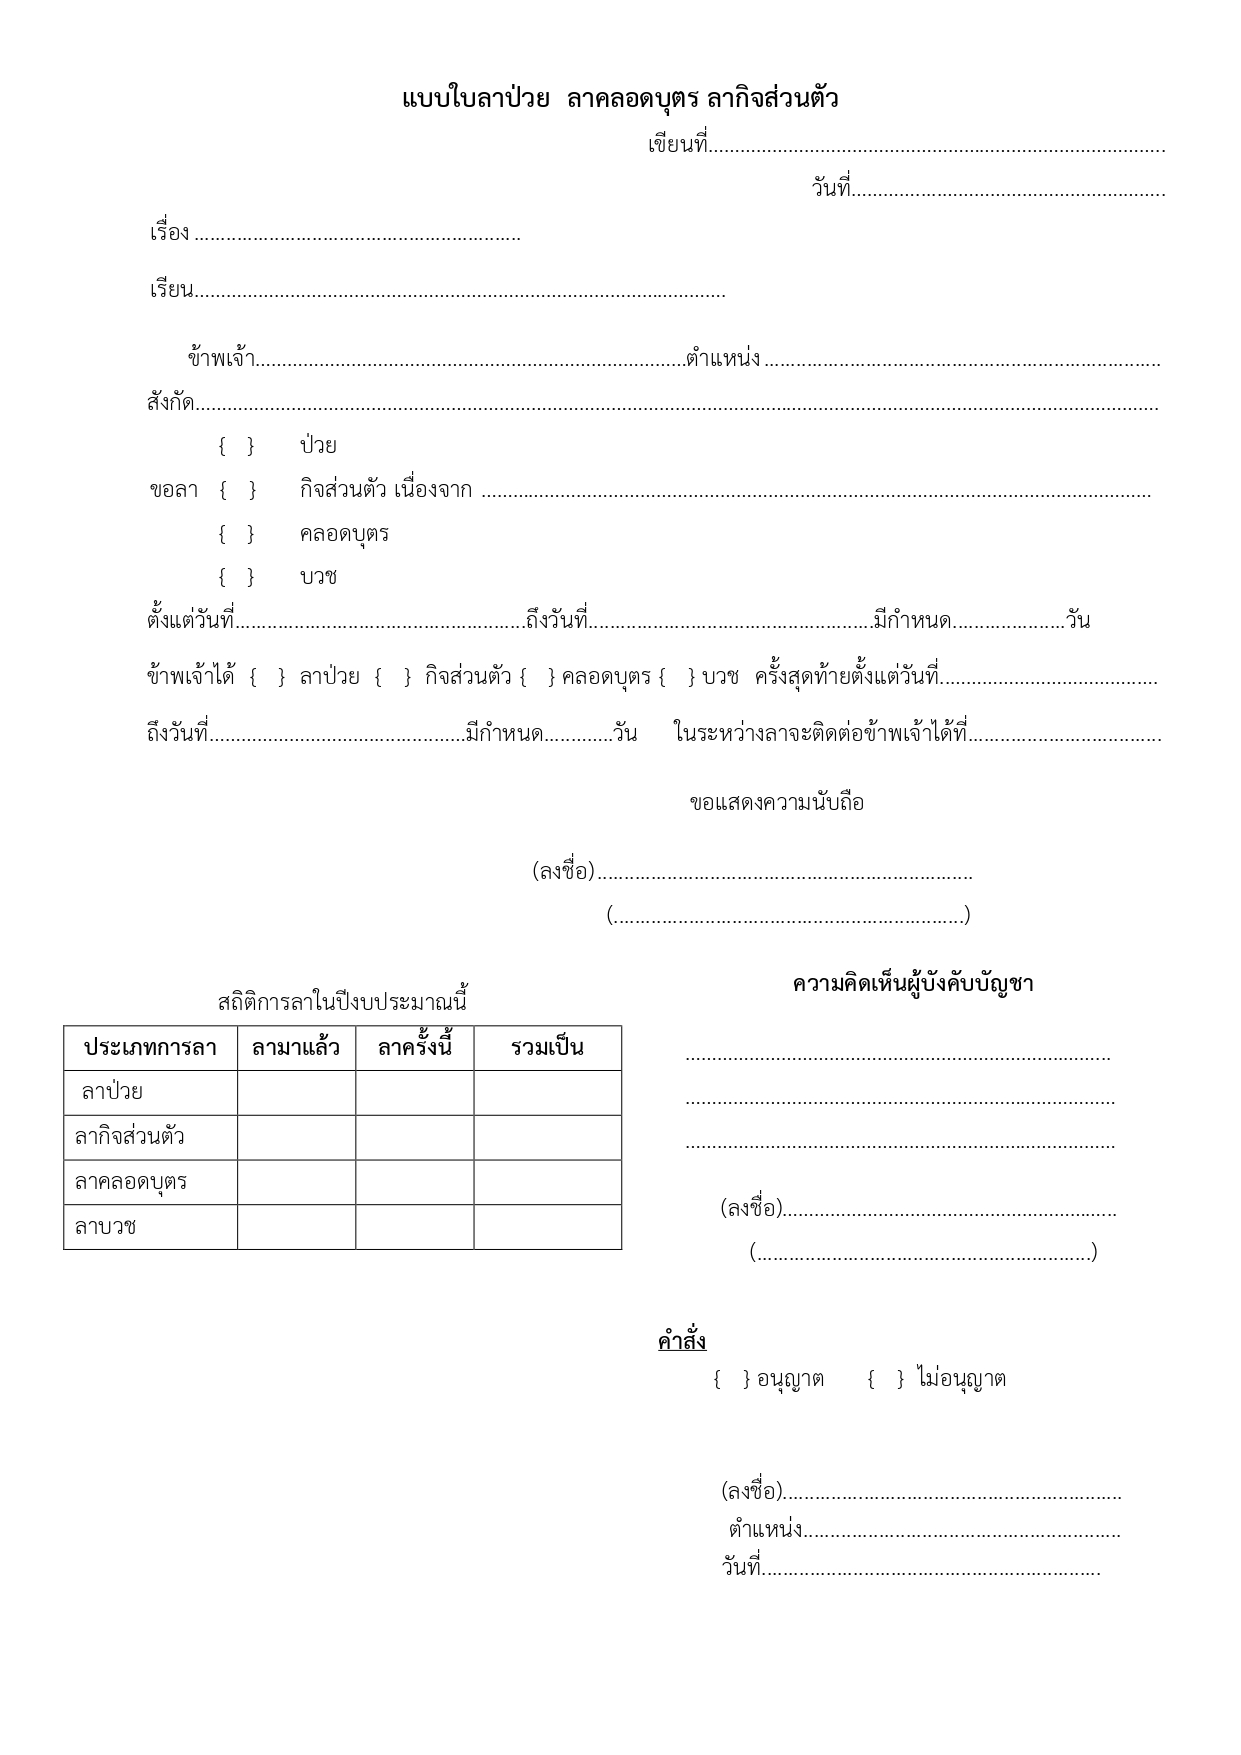 แบบใบลาป่วย ลาคลอดบุตร ลากิจส่วนตัว
เขียนที่......................................................................................
วันที่...........................................................
เรื่อง .............................................................
เรียน....................................................................................................
ข้าพเจ้า.................................................................................ตำแหน่ง..........................................................................
สังกัด.....................................................................................................................................................................................
{ } ป่วย
ขอลา { } กิจส่วนตัว เนื่องจาก ..............................................................................................................................
{ } คลอดบุตร
{ } บวช
ตั้งแต่วันที่......................................................ถึงวันที่.....................................................มีกำหนด.....................วัน
ข้าพเจ้าได้ { } ลาป่วย { } กิจส่วนตัว { } คลอดบุตร { } บวช ครั้งสุดท้ายตั้งแต่วันที่.........................................
ถึงวันที่................................................มีกำหนด.............วัน ในระหว่างลาจะติดต่อข้าพเจ้าได้ที่....................................
ขอแสดงความนับถือ
(ลงชื่อ)......................................................................
(.................................................................)
ความคิดเห็นผู้บังคับบัญชา
สถิติการลาในปีงบประมาณนี้
ประเภทการลา ลามาแล้ว ลาครั้งนี้ รวมเป็น
ลาป่วย
ลากิจส่วนตัว
ลาคลอดบุตร
ลาบวช
................................................................................
.................................................................................
.................................................................................
(ลงชื่อ)...............................................................
(..............................................................)
คำสั่ง
{ } อนุญาต { } ไม่อนุญาต
(ลงชื่อ)...............................................................
ตำแหน่ง...........................................................
วันที่...............................................................